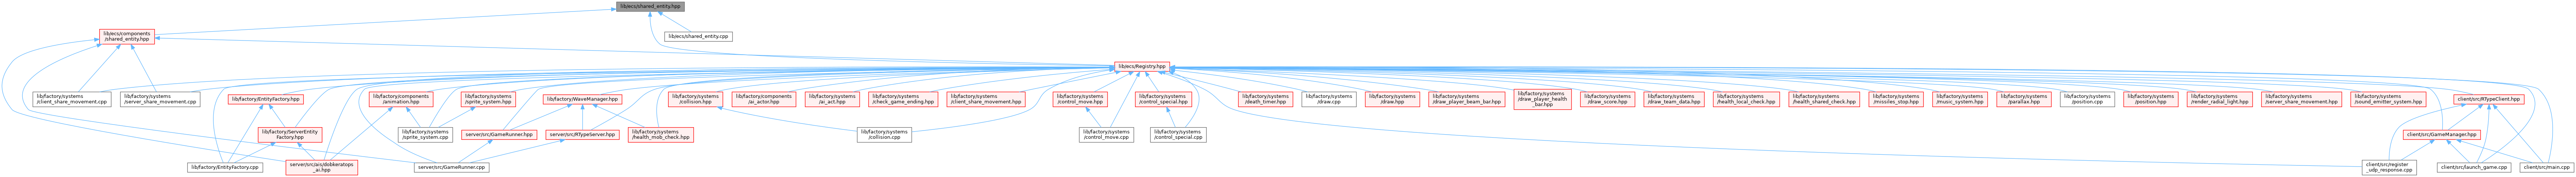 lib/ecs/shared_entity.hpp
lib/ecs/components
/shared_entity.hpp
lib/ecs/shared_entity.cpp
lib/ecs/Registry.hpp
lib/factory/systems
/client_share_movement.cpp
lib/factory/systems
/server_share_movement.cpp
lib/factory/EntityFactory.hpp
lib/factory/components
/animation.hpp
lib/factory/systems
/sprite_system.hpp
lib/factory/WaveManager.hpp
lib/factory/systems
/collision.hpp
lib/factory/components
/ai_actor.hpp
lib/factory/systems
/ai_act.hpp
lib/factory/systems
/check_game_ending.hpp
lib/factory/systems
/client_share_movement.hpp
lib/factory/systems
/control_move.hpp
lib/factory/systems
/control_special.hpp
lib/factory/systems
/death_timer.hpp
lib/factory/systems
/draw.cpp
lib/factory/systems
/draw.hpp
lib/factory/systems
/draw_player_beam_bar.hpp
lib/factory/systems
/draw_player_health
_bar.hpp
lib/factory/systems
/draw_score.hpp
lib/factory/systems
/draw_team_data.hpp
lib/factory/systems
/health_local_check.hpp
lib/factory/systems
/health_shared_check.hpp
lib/factory/systems
/missiles_stop.hpp
lib/factory/systems
/music_system.hpp
lib/factory/systems
/parallax.hpp
lib/factory/systems
/position.cpp
lib/factory/systems
/position.hpp
lib/factory/systems
/render_radial_light.hpp
lib/factory/systems
/server_share_movement.hpp
lib/factory/systems
/sound_emitter_system.hpp
client/src/RTypeClient.hpp
lib/factory/ServerEntity
Factory.hpp
lib/factory/systems
/sprite_system.cpp
server/src/GameRunner.hpp
server/src/RTypeServer.hpp
lib/factory/systems
/health_mob_check.hpp
lib/factory/systems
/collision.cpp
lib/factory/systems
/control_move.cpp
lib/factory/systems
/control_special.cpp
client/src/GameManager.hpp
lib/factory/EntityFactory.cpp
server/src/ais/dobkeratops
_ai.hpp
server/src/GameRunner.cpp
client/src/register
_udp_response.cpp
client/src/launch_game.cpp
client/src/main.cpp